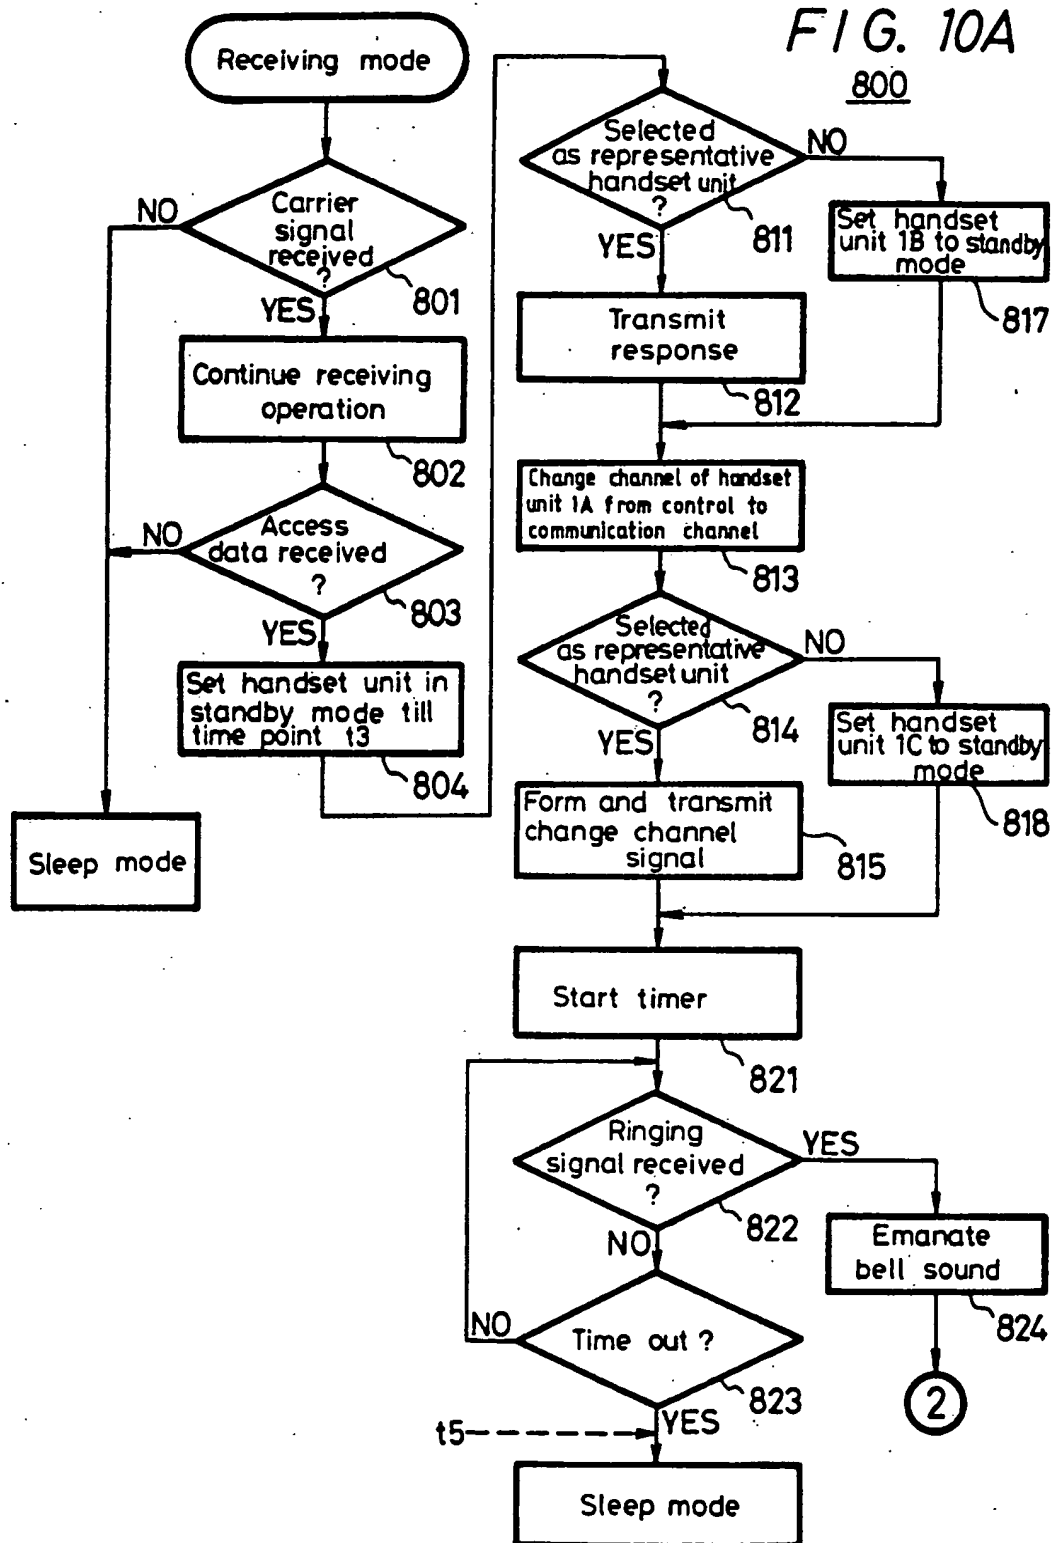 FIG. 10A
800
Receiving mode
Carrier
signal
received
?
NO
YES
801
Continue receiving
operation
802
Access
data received
?
NO
YES
803
Set handset unit in
standby mode till
time point t3
804
Sleep mode
Selected
as representative
handset unit
?
NO
YES
811
Set handset
unit 1B to standby
mode
817
Transmit
response
812
Change channel of handset
unit 1A from control to
communication channel
813
Selected
as representative
handset unit
?
NO
YES
814
Set handset
unit 1C to standby
mode
818
Form and transmit
change channel
signal
815
Start timer
821
Ringing
signal received
?
YES
NO
822
Emanate
bell sound
824
2
Time out ?
NO
YES
823
t5
Sleep mode